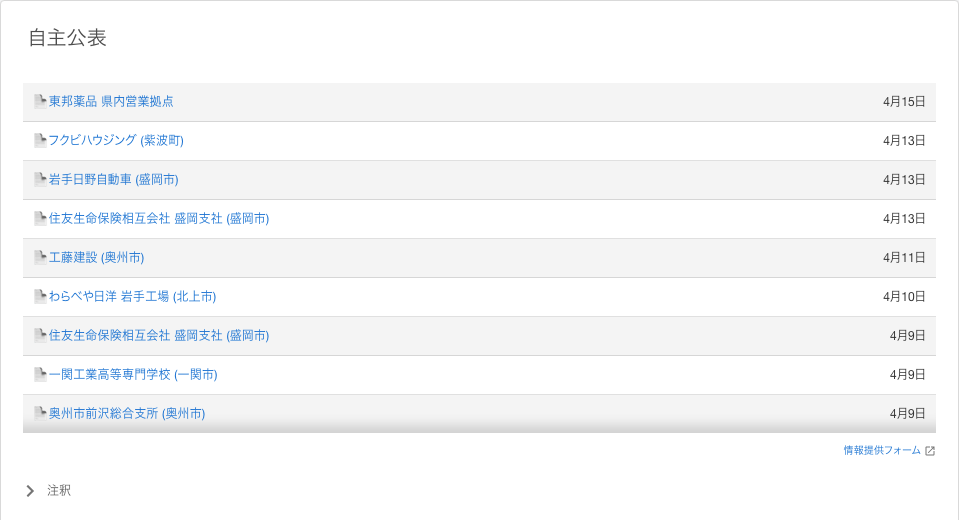 自主公表
東邦薬品 県内営業拠点 4月15日
フクビハウジング (紫波町) 4月13日
岩手日野自動車 (盛岡市) 4月13日
住友生命保険相互会社 盛岡支社 (盛岡市) 4月13日
工藤建設 (奥州市) 4月11日
わらべや日洋 岩手工場 (北上市) 4月10日
住友生命保険相互会社 盛岡支社 (盛岡市) 4月9日
一関工業高等専門学校 (一関市) 4月9日
奥州市前沢総合支所 (奥州市) 4月9日
情報提供フォーム
注釈